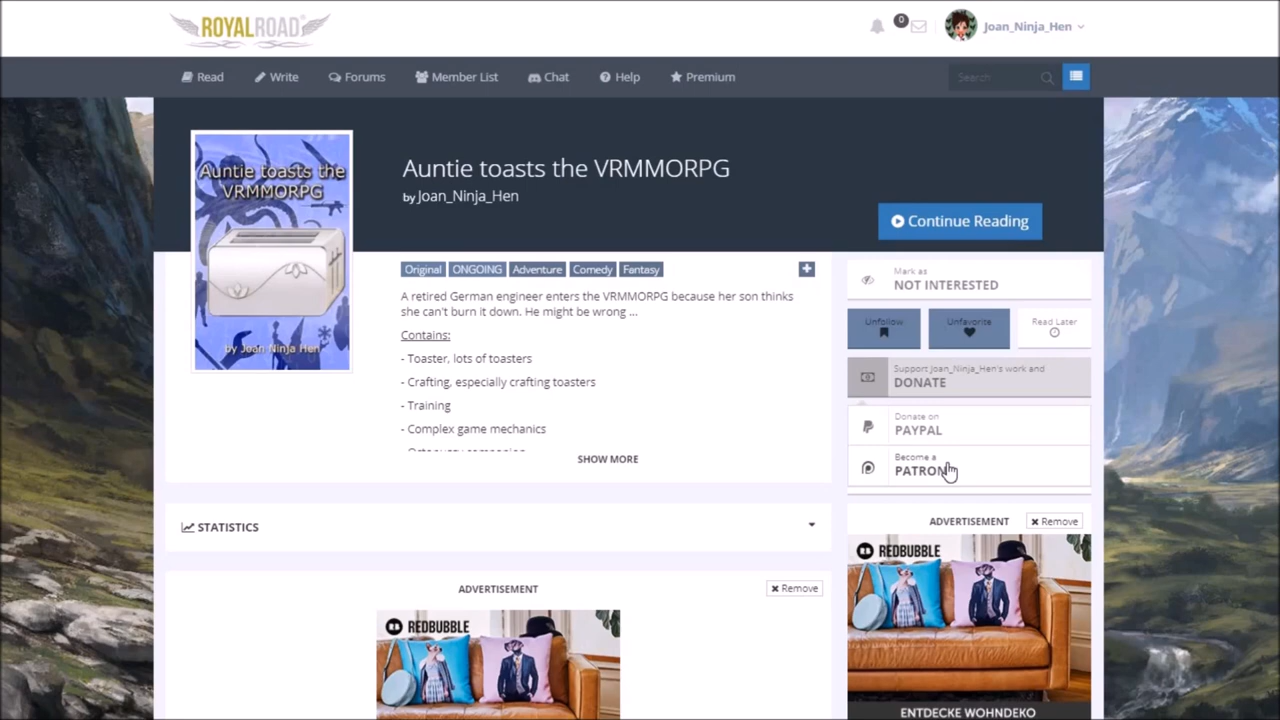 ROYALROAD
0
Joan_Ninja_Hen
Read
Write
Forums
Member List
Chat
Help
Premium
Search
Auntie toasts the
VRMMORPG
by Joan Ninja Hen
Auntie toasts the VRMMORPG
by Joan_Ninja_Hen
Continue Reading
Original
ONGOING
Adventure
Comedy
Fantasy
A retired German engineer enters the VRMMORPG because her son thinks
she can't burn it down. He might be wrong ...
Contains:
- Toaster, lots of toasters
- Crafting, especially crafting toasters
- Training
- Complex game mechanics
SHOW MORE
Mark as
NOT INTERESTED
Unfollow
Unfavorite
Read Later
Support Joan_Ninja_Hen's work and
DONATE
Donate on
PAYPAL
Become a
PATRON
STATISTICS
ADVERTISEMENT
Remove
REDBUBBLE
ADVERTISEMENT
Remove
REDBUBBLE
ENTDECKE WOHNDEKO